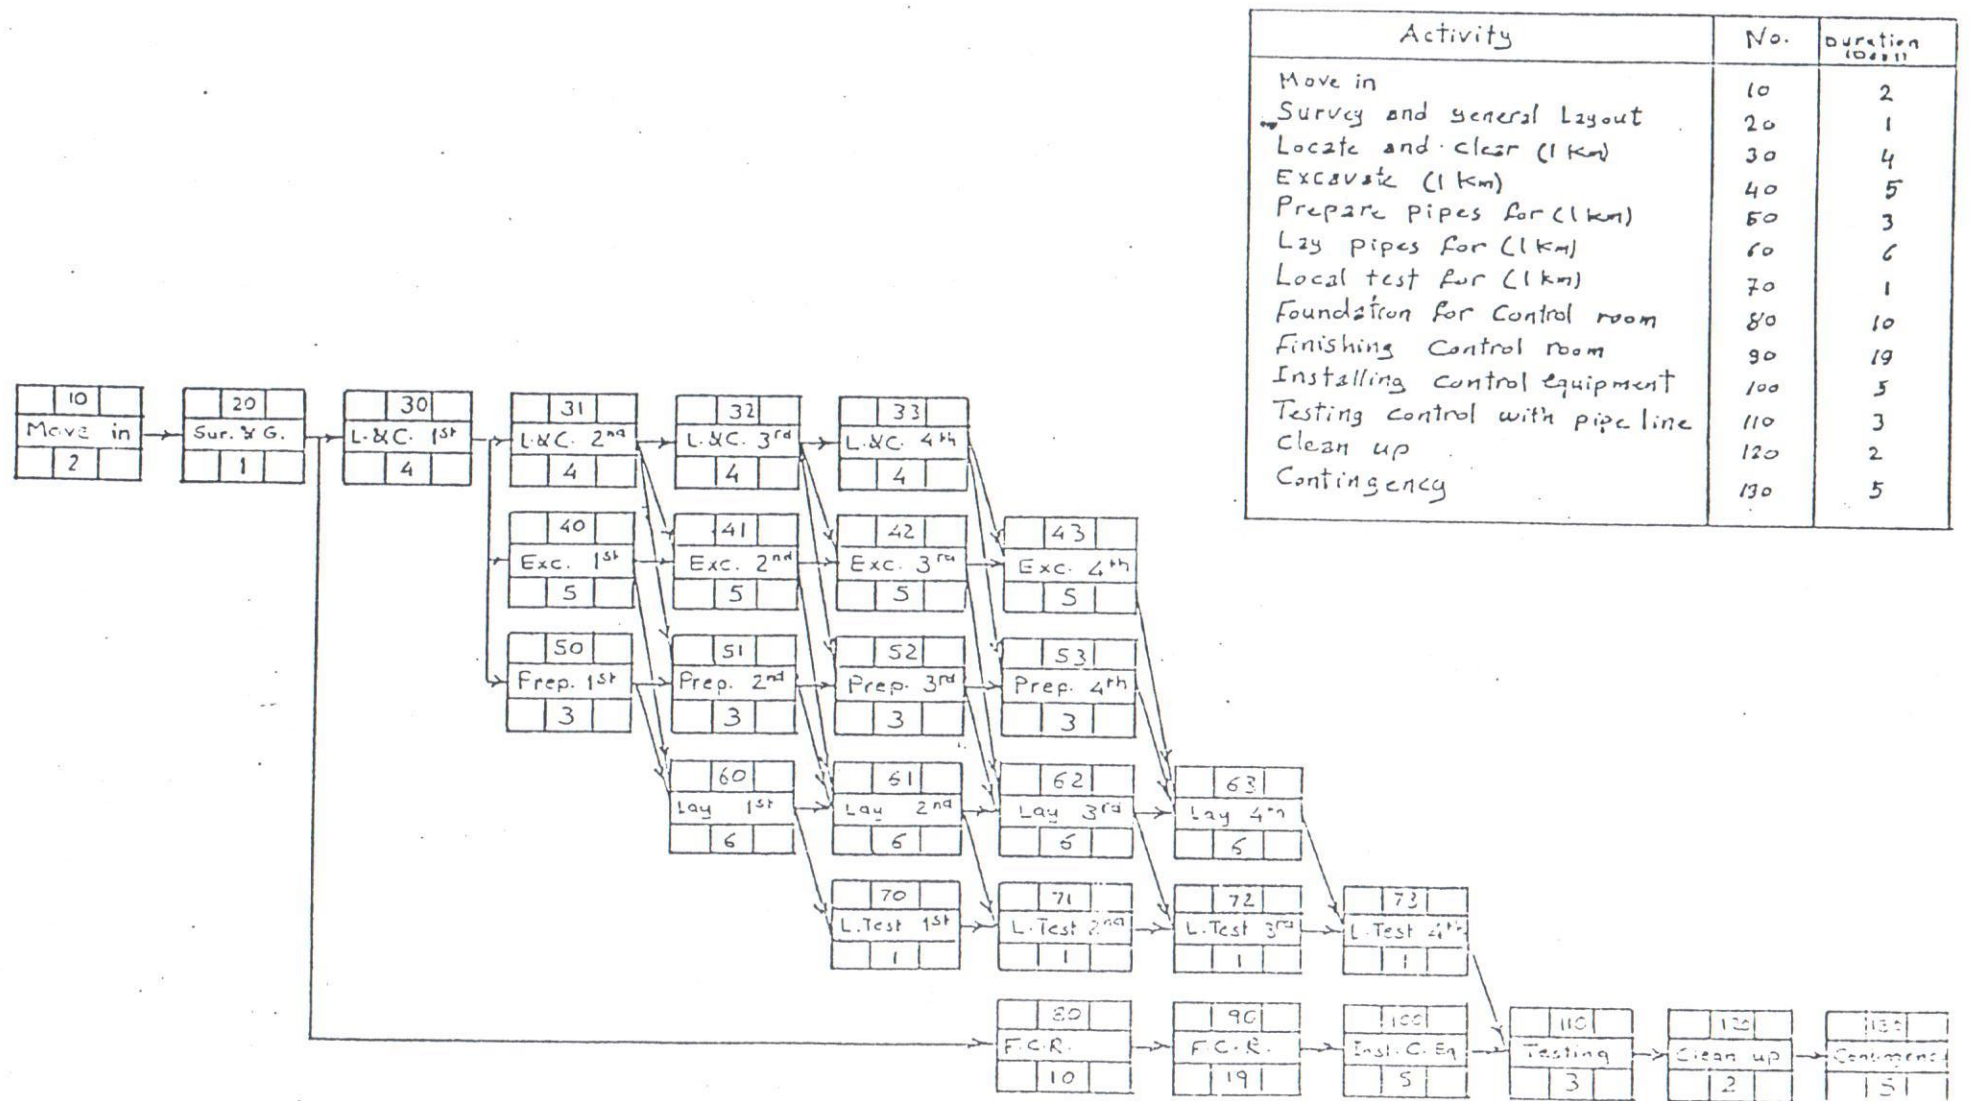 Activity No. Duration (Days)
Move in 10 2
Survey and general Layout 20 1
Locate and clear (1 Km) 30 4
Excavate (1 Km) 40 5
Prepare pipes for (1 km) 50 3
Lay pipes for (1 Km) 60 6
Local test for (1 km) 70 1
Foundation for Control room 80 10
Finishing Control room 90 19
Installing control equipment 100 5
Testing control with pipe line 110 3
Clean up 120 2
Contingency 130 5
10 20 30 31 32 33
Move in Sur. & G. L.&C. 1st L.&C. 2nd L.&C. 3rd L.&C. 4th
2 1 4 4 4 4
40 41 42 43
Exc. 1st Exc. 2nd Exc. 3rd Exc. 4th
5 5 5 5
50 51 52 53
Prep. 1st Prep. 2nd Prep. 3rd Prep. 4th
3 3 3 3
60 61 62 63
Lay 1st Lay 2nd Lay 3rd Lay 4th
6 6 6 6
70 71 72 73
L.Test 1st L.Test 2nd L.Test 3rd L.Test 4th
1 1 1 1
80 90 100 110 120 130
F.C.R. F.C.R. Inst.C.Eq Testing Clean up
10 19 5 3 2 5